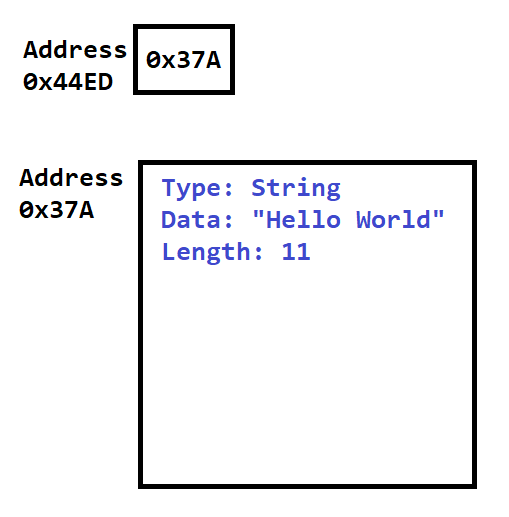 Address
0x44ED
0x37A
Address
0x37A
Type: String
Data: "Hello World"
Length: 11